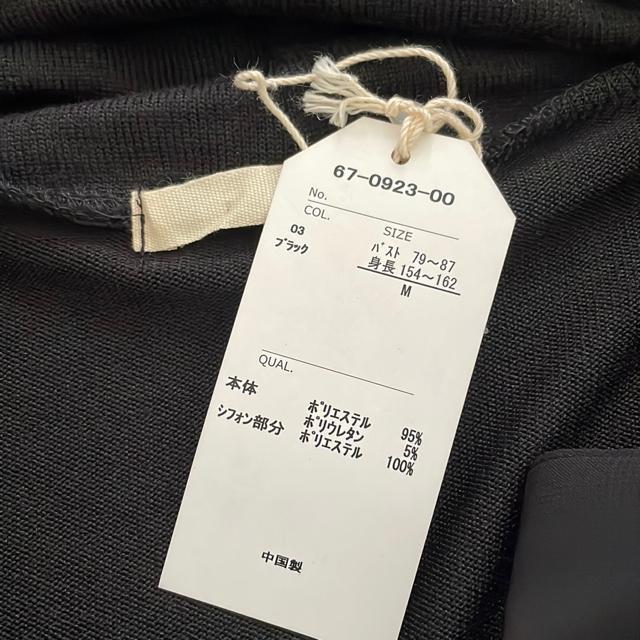 67-0923-00
No.
COL. SIZE
03 バスト 79～87
ブラック 身長 154～162
M
QUAL.
本体 ポリエステル 95%
ポリウレタン 5%
シフォン部分 ポリエステル 100%
中国製